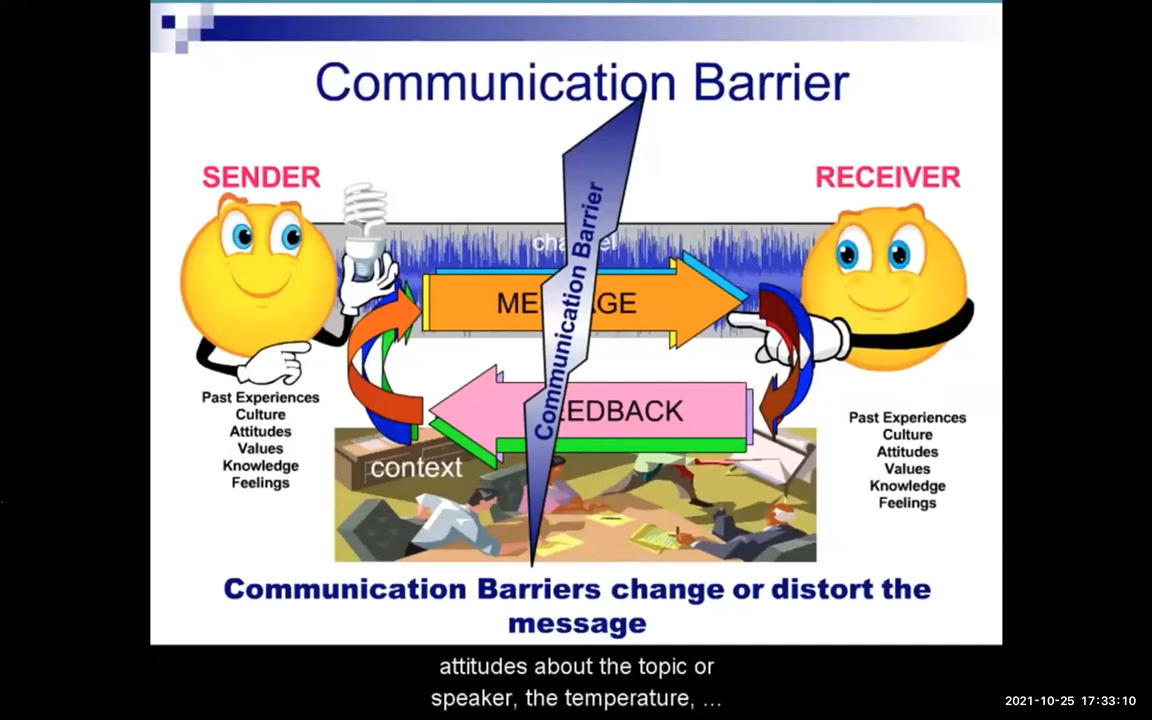 Communication Barrier
SENDER
RECEIVER
Communication Barrier
MESSAGE
FEEDBACK
Past Experiences
Culture
Attitudes
Values
Knowledge
Feelings
Past Experiences
Culture
Attitudes
Values
Knowledge
Feelings
context
Communication Barriers change or distort the
message
attitudes about the topic or
speaker, the temperature, ...
2021-10-25 17:33:10